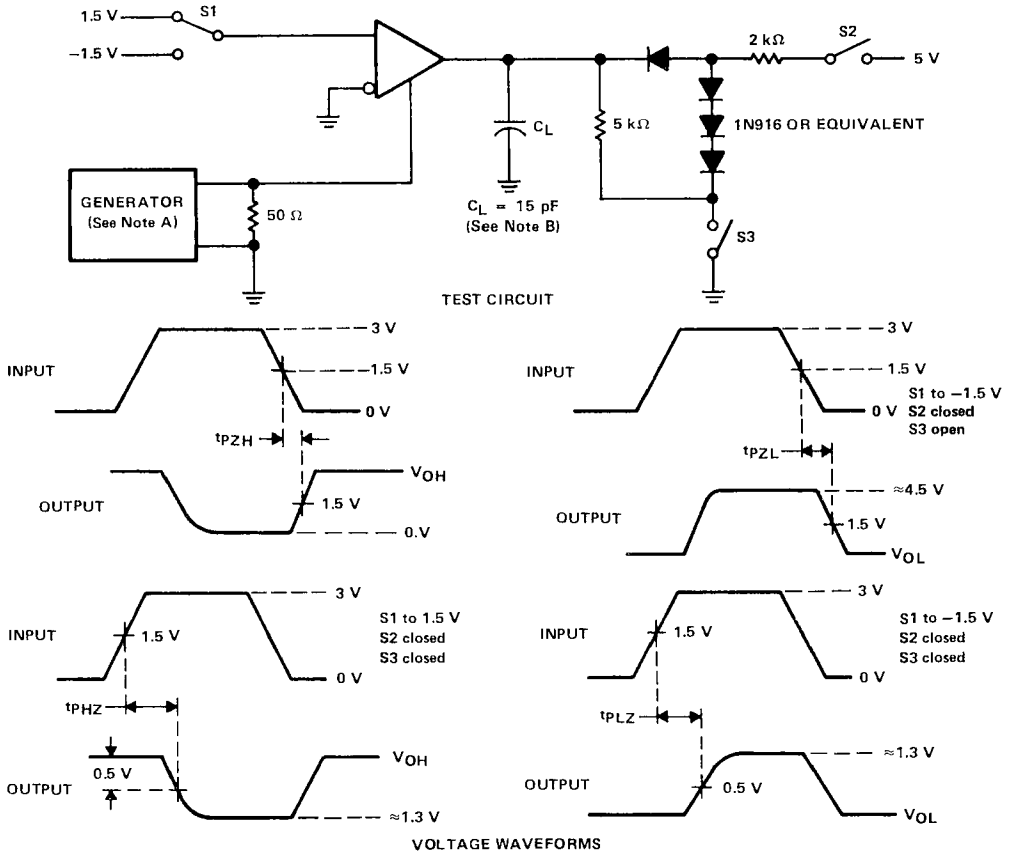 1.5 V
S1
−1.5 V
2 kΩ
S2
5 V
CL
5 kΩ
1N916 OR EQUIVALENT
GENERATOR
(See Note A)
50 Ω
CL = 15 pF
(See Note B)
S3
TEST CIRCUIT
INPUT
3 V
1.5 V
0 V
tPZH
VOH
OUTPUT
1.5 V
0.V
INPUT
3 V
1.5 V
0 V
S1 to −1.5 V
S2 closed
S3 open
tPZL
OUTPUT
≈4.5 V
1.5 V
VOL
INPUT
3 V
1.5 V
0 V
S1 to 1.5 V
S2 closed
S3 closed
tPHZ
VOH
0.5 V
OUTPUT
≈1.3 V
INPUT
3 V
1.5 V
0 V
S1 to −1.5 V
S2 closed
S3 closed
tPLZ
≈1.3 V
OUTPUT
0.5 V
VOL
VOLTAGE WAVEFORMS